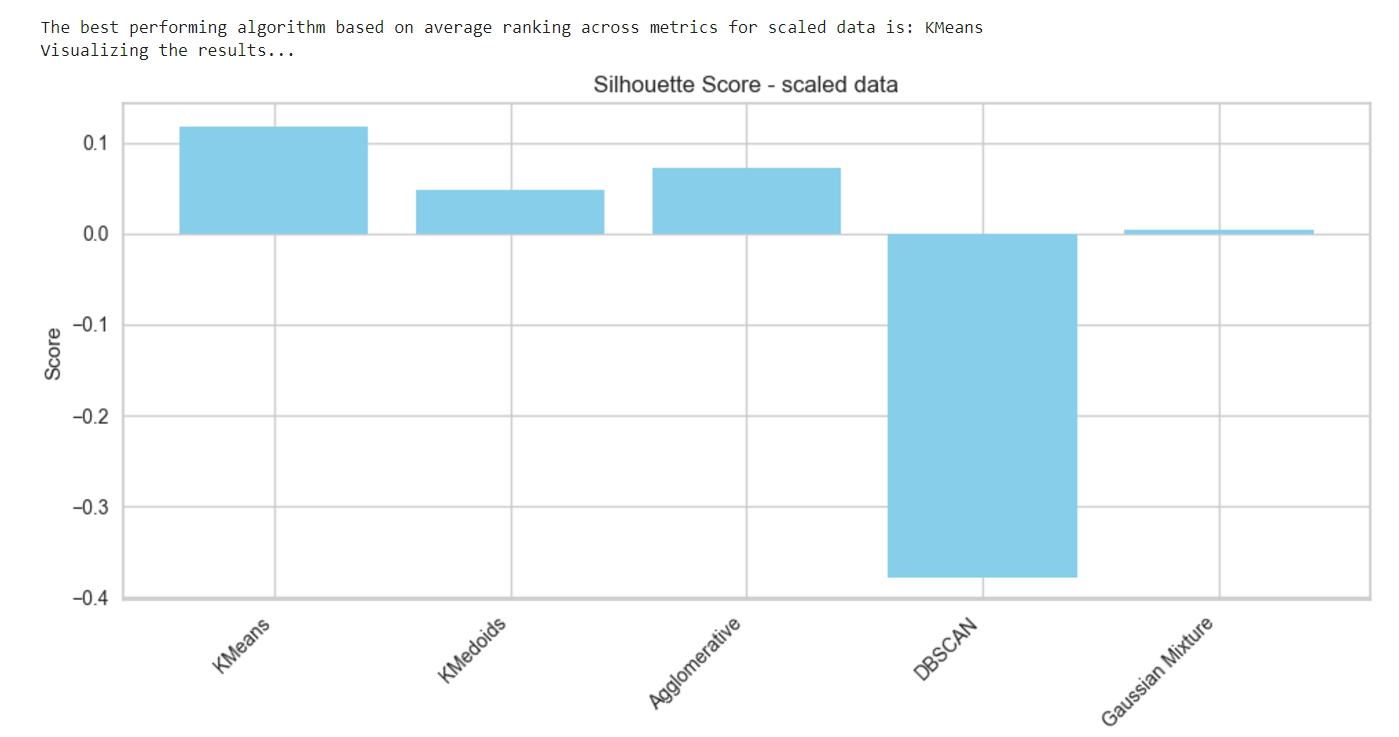 The best performing algorithm based on average ranking across metrics for scaled data is: KMeans
Visualizing the results...
Silhouette Score - scaled data
0.1
0.0
−0.1
−0.2
−0.3
−0.4
Score
KMeans
KMedoids
Agglomerative
DBSCAN
Gaussian Mixture